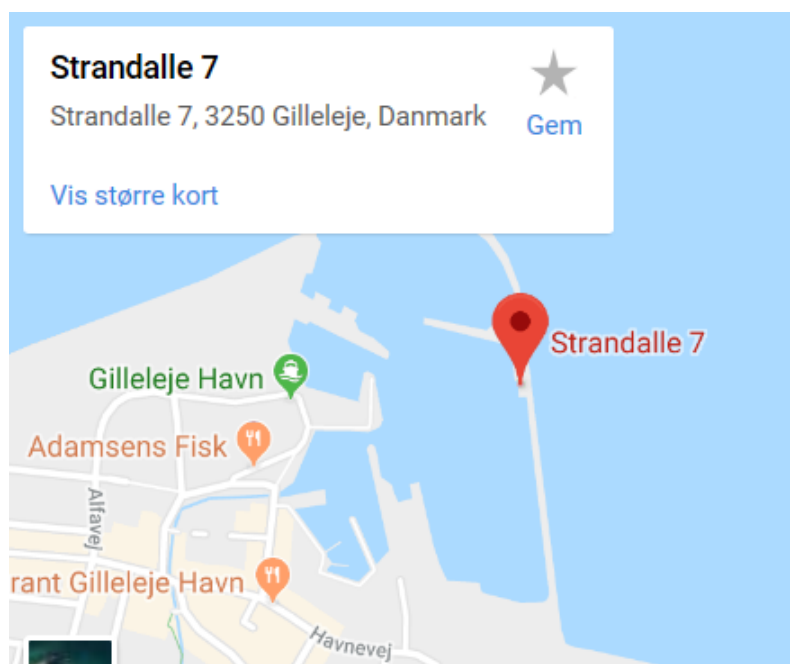 Strandalle 7
Strandalle 7, 3250 Gilleleje, Danmark
Gem
Vis større kort
Strandalle 7
Gilleleje Havn
Adamsens Fisk
Alfavej
rant Gilleleje Havn
Havnevej